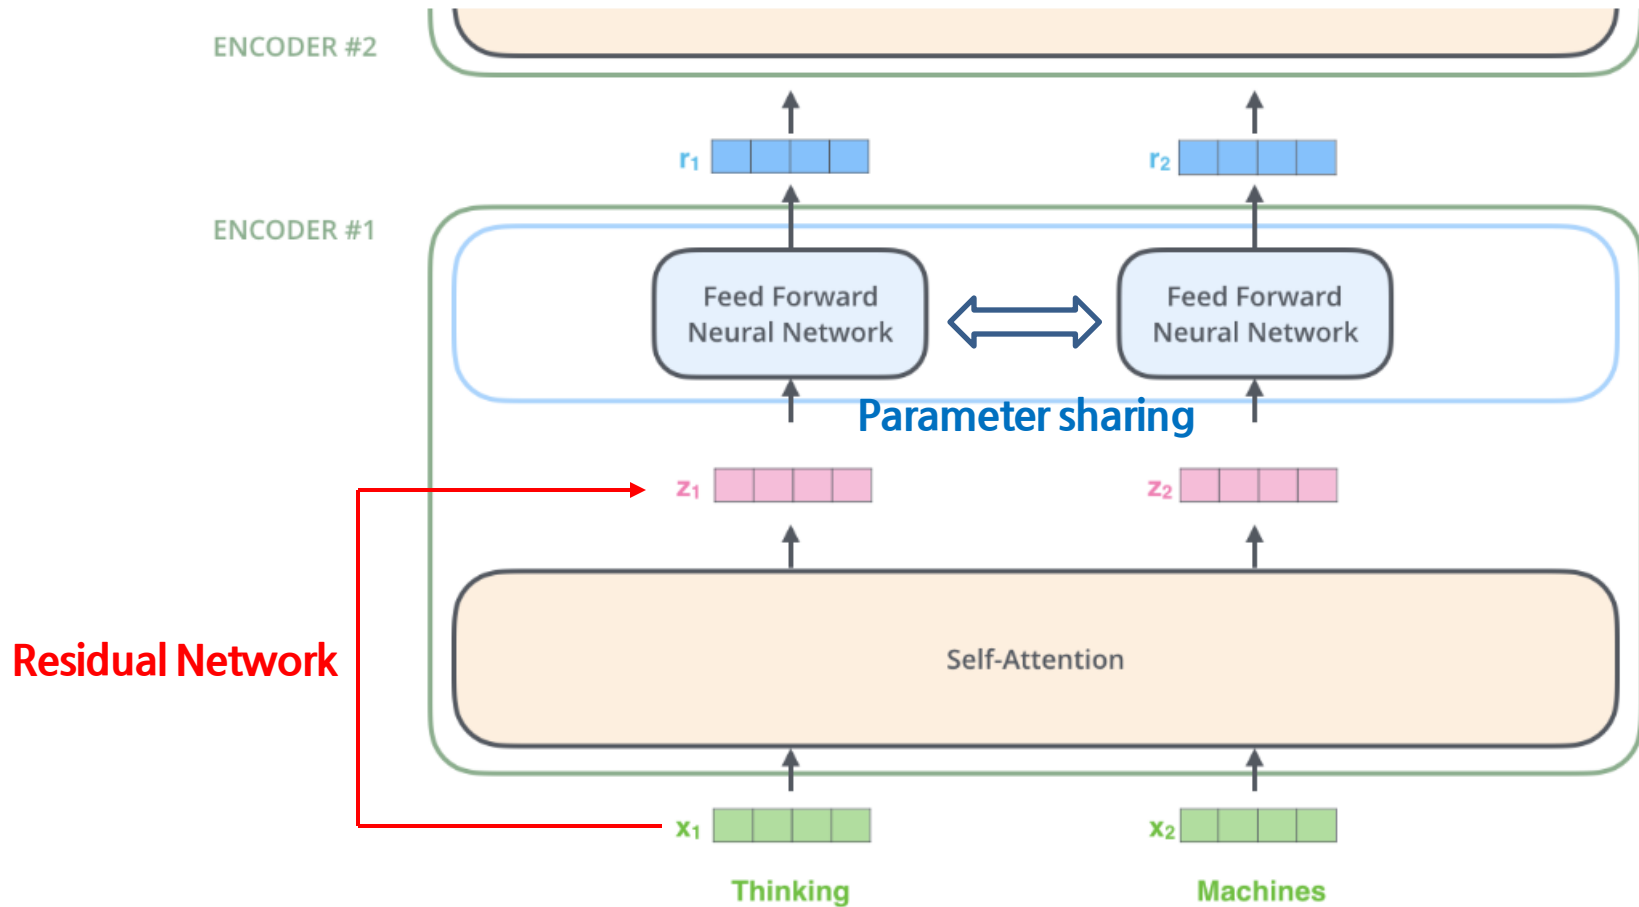 ENCODER #2
r₁
r₂
ENCODER #1
Feed Forward
Neural Network
Feed Forward
Neural Network
Parameter sharing
z₁
z₂
Residual Network
Self-Attention
x₁
x₂
Thinking
Machines